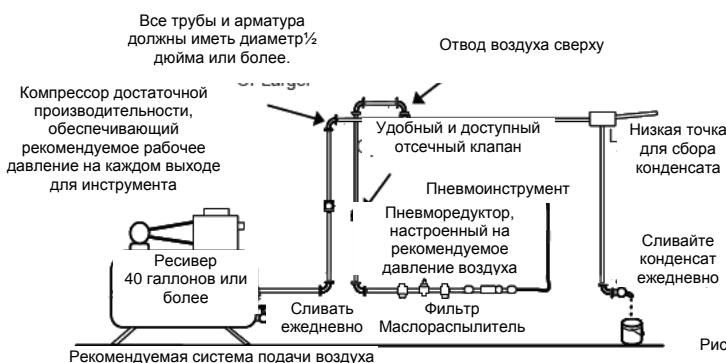 Все трубы и арматура
должны иметь диаметр½
дюйма или более.
Отвод воздуха сверху
Компрессор достаточной
производительности,
обеспечивающий
рекомендуемое рабочее
давление на каждом выходе
для инструмента
Удобный и доступный
отсечный клапан
Низкая точка
для сбора
конденсата
Пневмоинструмент
Пневморедуктор,
настроенный на
рекомендуемое
давление воздуха
Ресивер
40 галлонов или
более
Сливайте
конденсат
ежедневно
Сливать
ежедневно
Фильтр
Маслораспылитель
Рис
Рекомендуемая система подачи воздуха